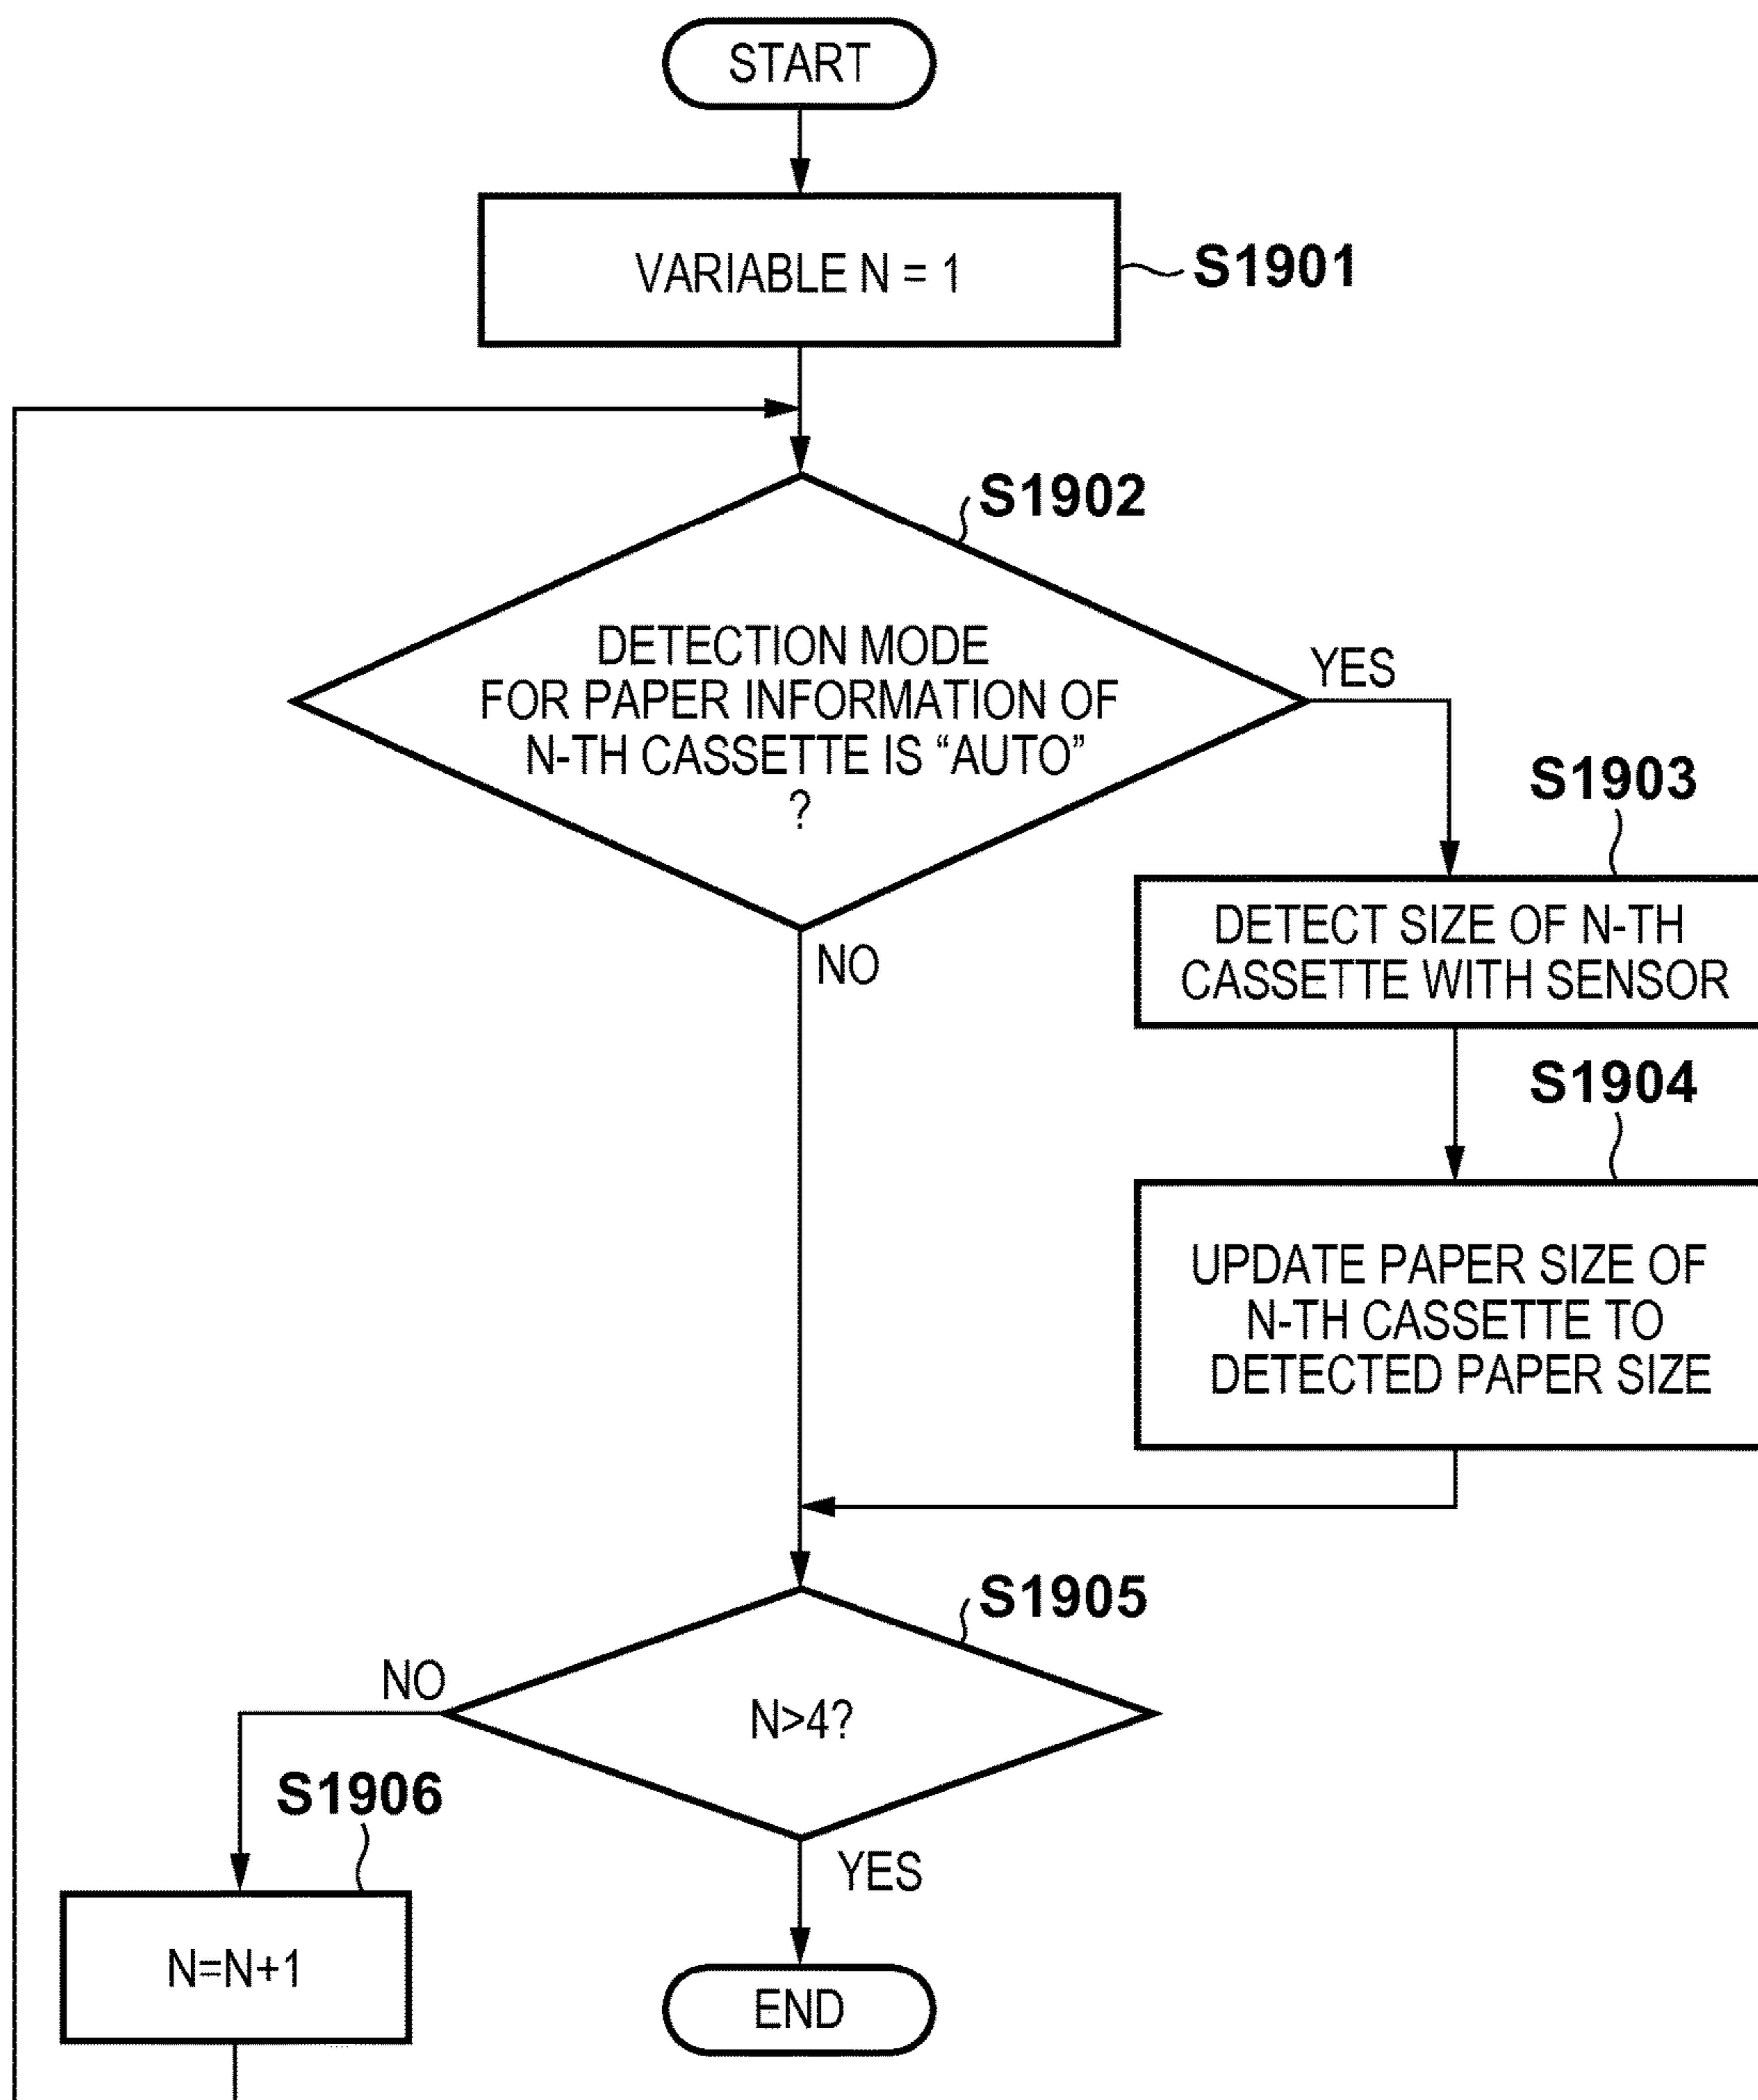 START
VARIABLE N = 1
S1901
S1902
DETECTION MODE
FOR PAPER INFORMATION OF
N-TH CASSETTE IS “AUTO”
?
YES
NO
S1903
DETECT SIZE OF N-TH
CASSETTE WITH SENSOR
S1904
UPDATE PAPER SIZE OF
N-TH CASSETTE TO
DETECTED PAPER SIZE
S1905
N>4?
NO
YES
S1906
N=N+1
END